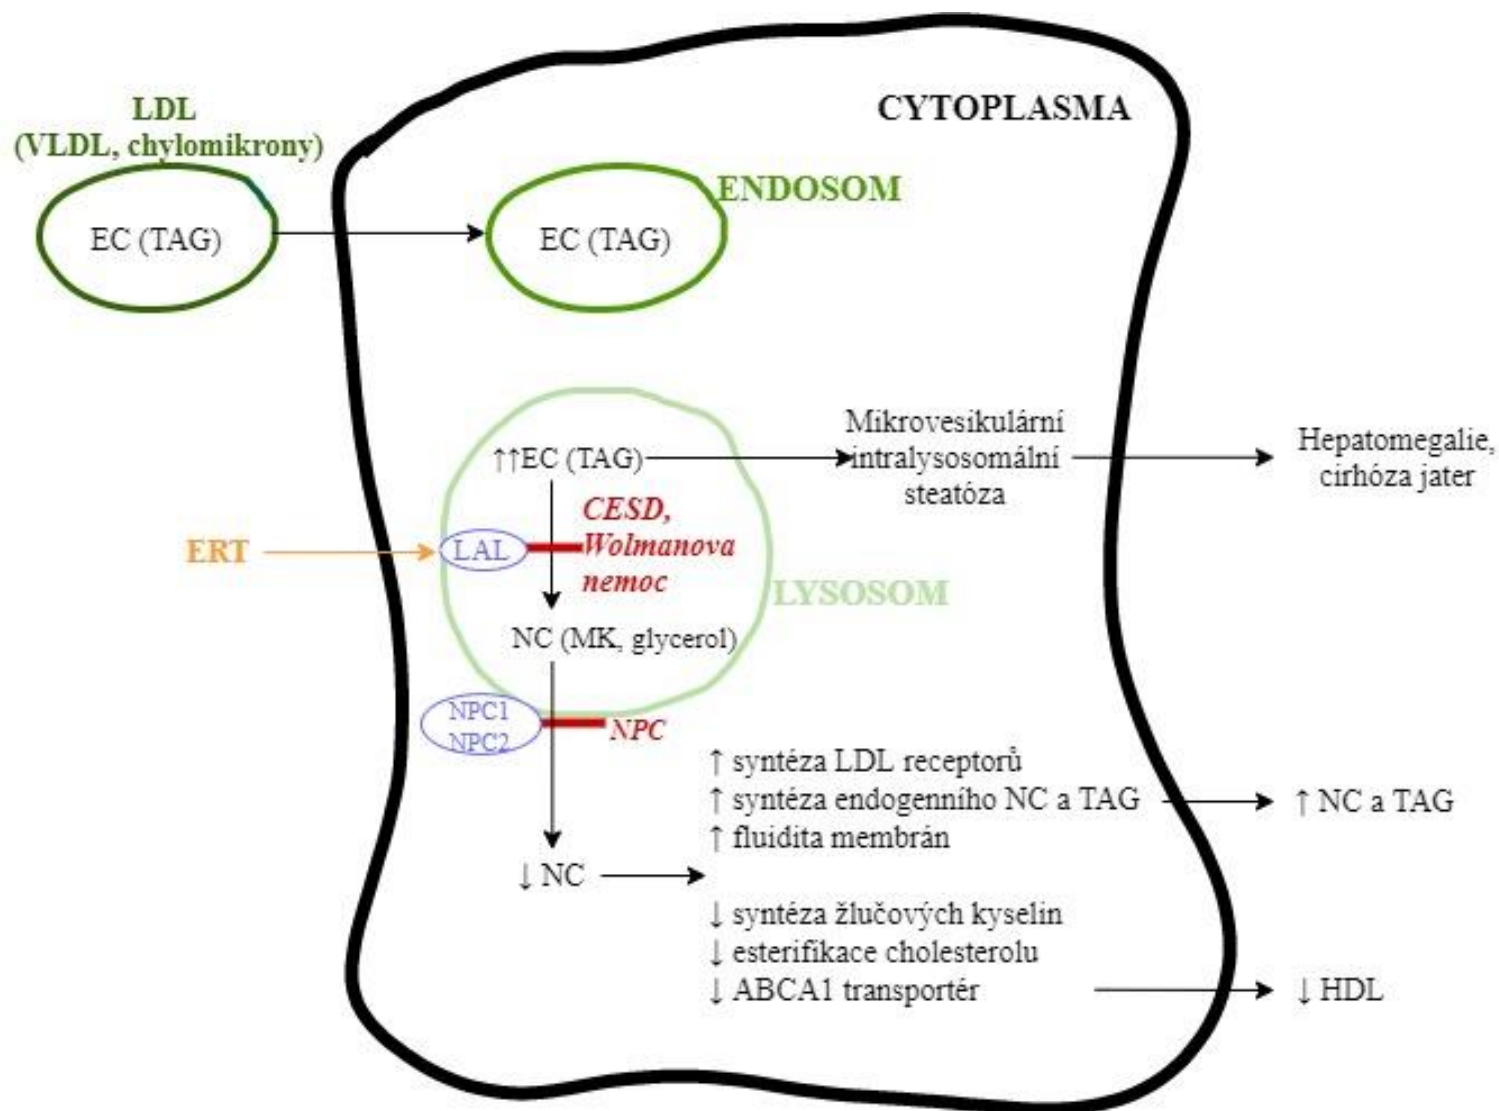 CYTOPLASMA
LDL
(VLDL, chylomikrony)
EC (TAG)
ENDOSOM
EC (TAG)
↑↑EC (TAG)
Mikrovesikulární
intralysosomální
steatóza
Hepatomegalie,
cirhóza jater
ERT
LAL
CESD,
Wolmanova
nemoc
LYSOSOM
NC (MK, glycerol)
NPC1
NPC2
NPC
↑ syntéza LDL receptorů
↑ syntéza endogenního NC a TAG
↑ fluidita membrán
↑ NC a TAG
↓ NC
↓ syntéza žlučových kyselin
↓ esterifikace cholesterolu
↓ ABCA1 transportér
↓ HDL